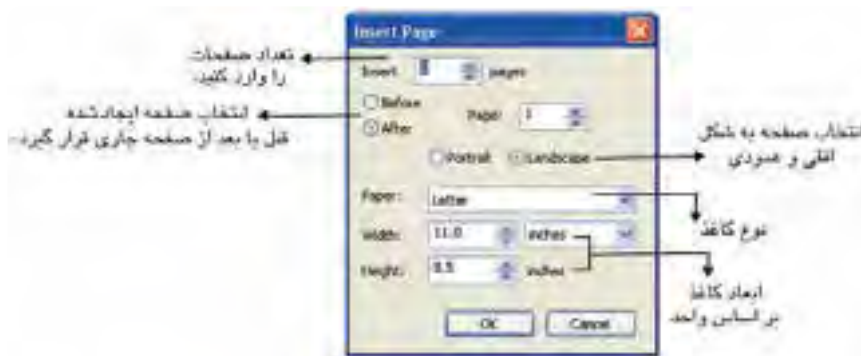 Insert Page
Insert: pages
Before
After
Page: 1
Portrait Landscape
Paper: Letter
Width: 11.0 inches
Height: 8.5 inches
OK Cancel
تعداد صفحات
را وارد کنید.
انتخاب صفحه ایجادشده
قبل یا بعد از صفحه جاری قرار گیرد.
انتخاب صفحه به شکل
افقی و عمودی
نوع کاغذ
ابعاد کاغذ
بر اساس واحد